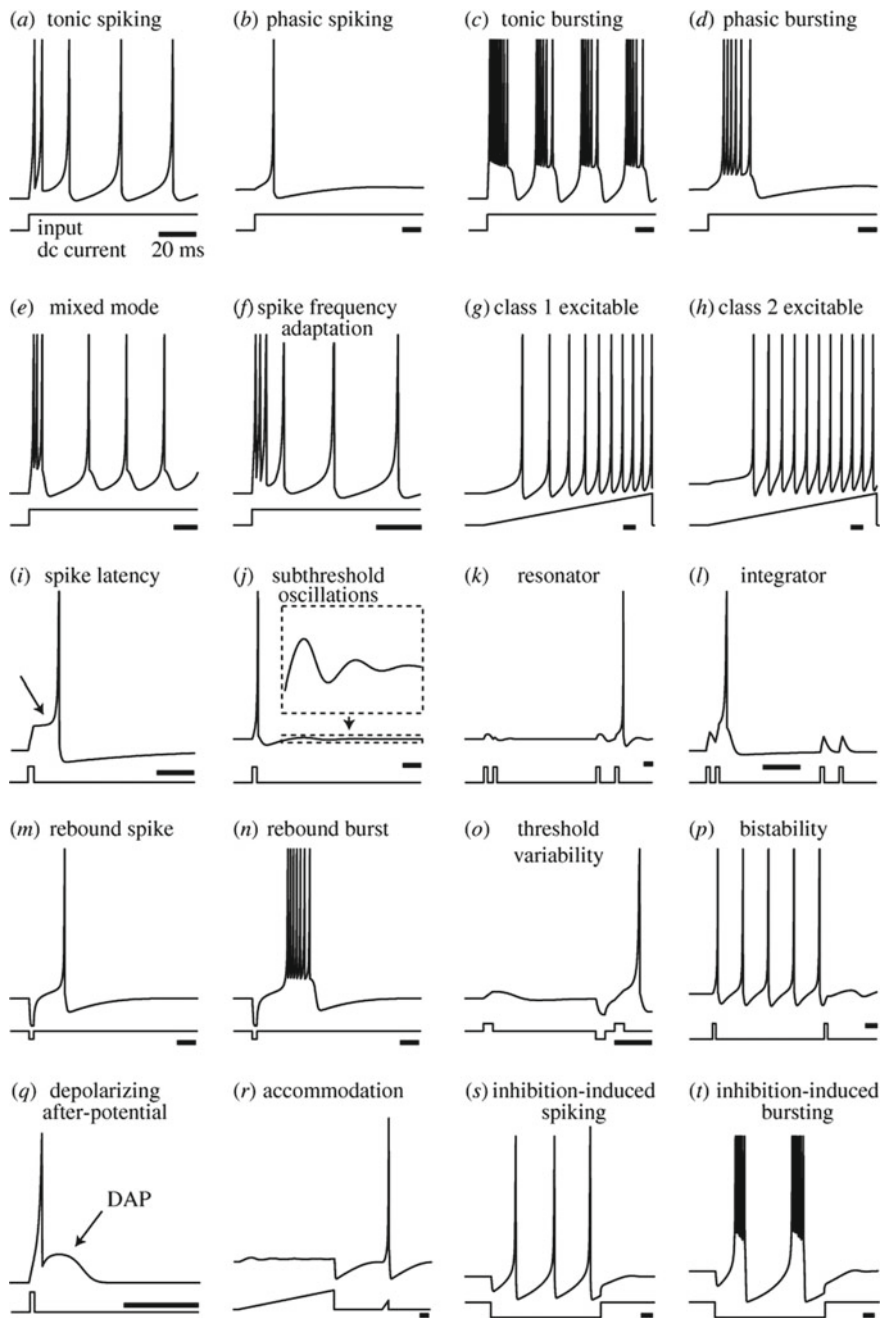 (a) tonic spiking
(b) phasic spiking
(c) tonic bursting
(d) phasic bursting
input
dc current
20 ms
(e) mixed mode
(f) spike frequency
adaptation
(g) class 1 excitable
(h) class 2 excitable
(i) spike latency
(j) subthreshold
oscillations
(k) resonator
(l) integrator
(m) rebound spike
(n) rebound burst
(o) threshold
variability
(p) bistability
(q) depolarizing
after-potential
DAP
(r) accommodation
(s) inhibition-induced
spiking
(t) inhibition-induced
bursting